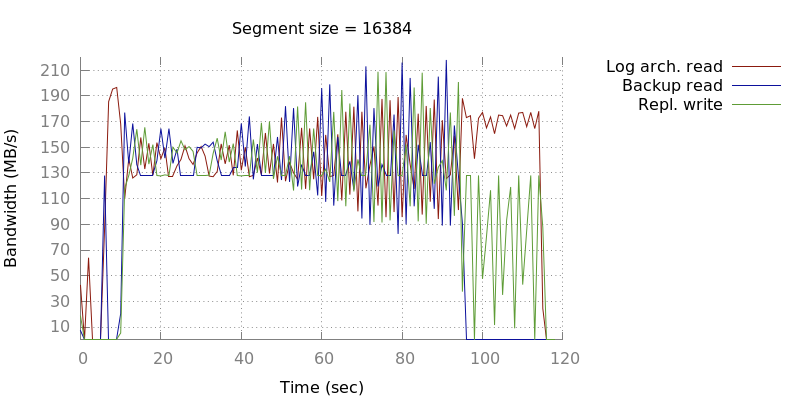 Segment size = 16384
Log arch. read
Backup read
Repl. write
Bandwidth (MB/s)
210
190
170
150
130
110
90
70
50
30
10
0 20 40 60 80 100 120
Time (sec)